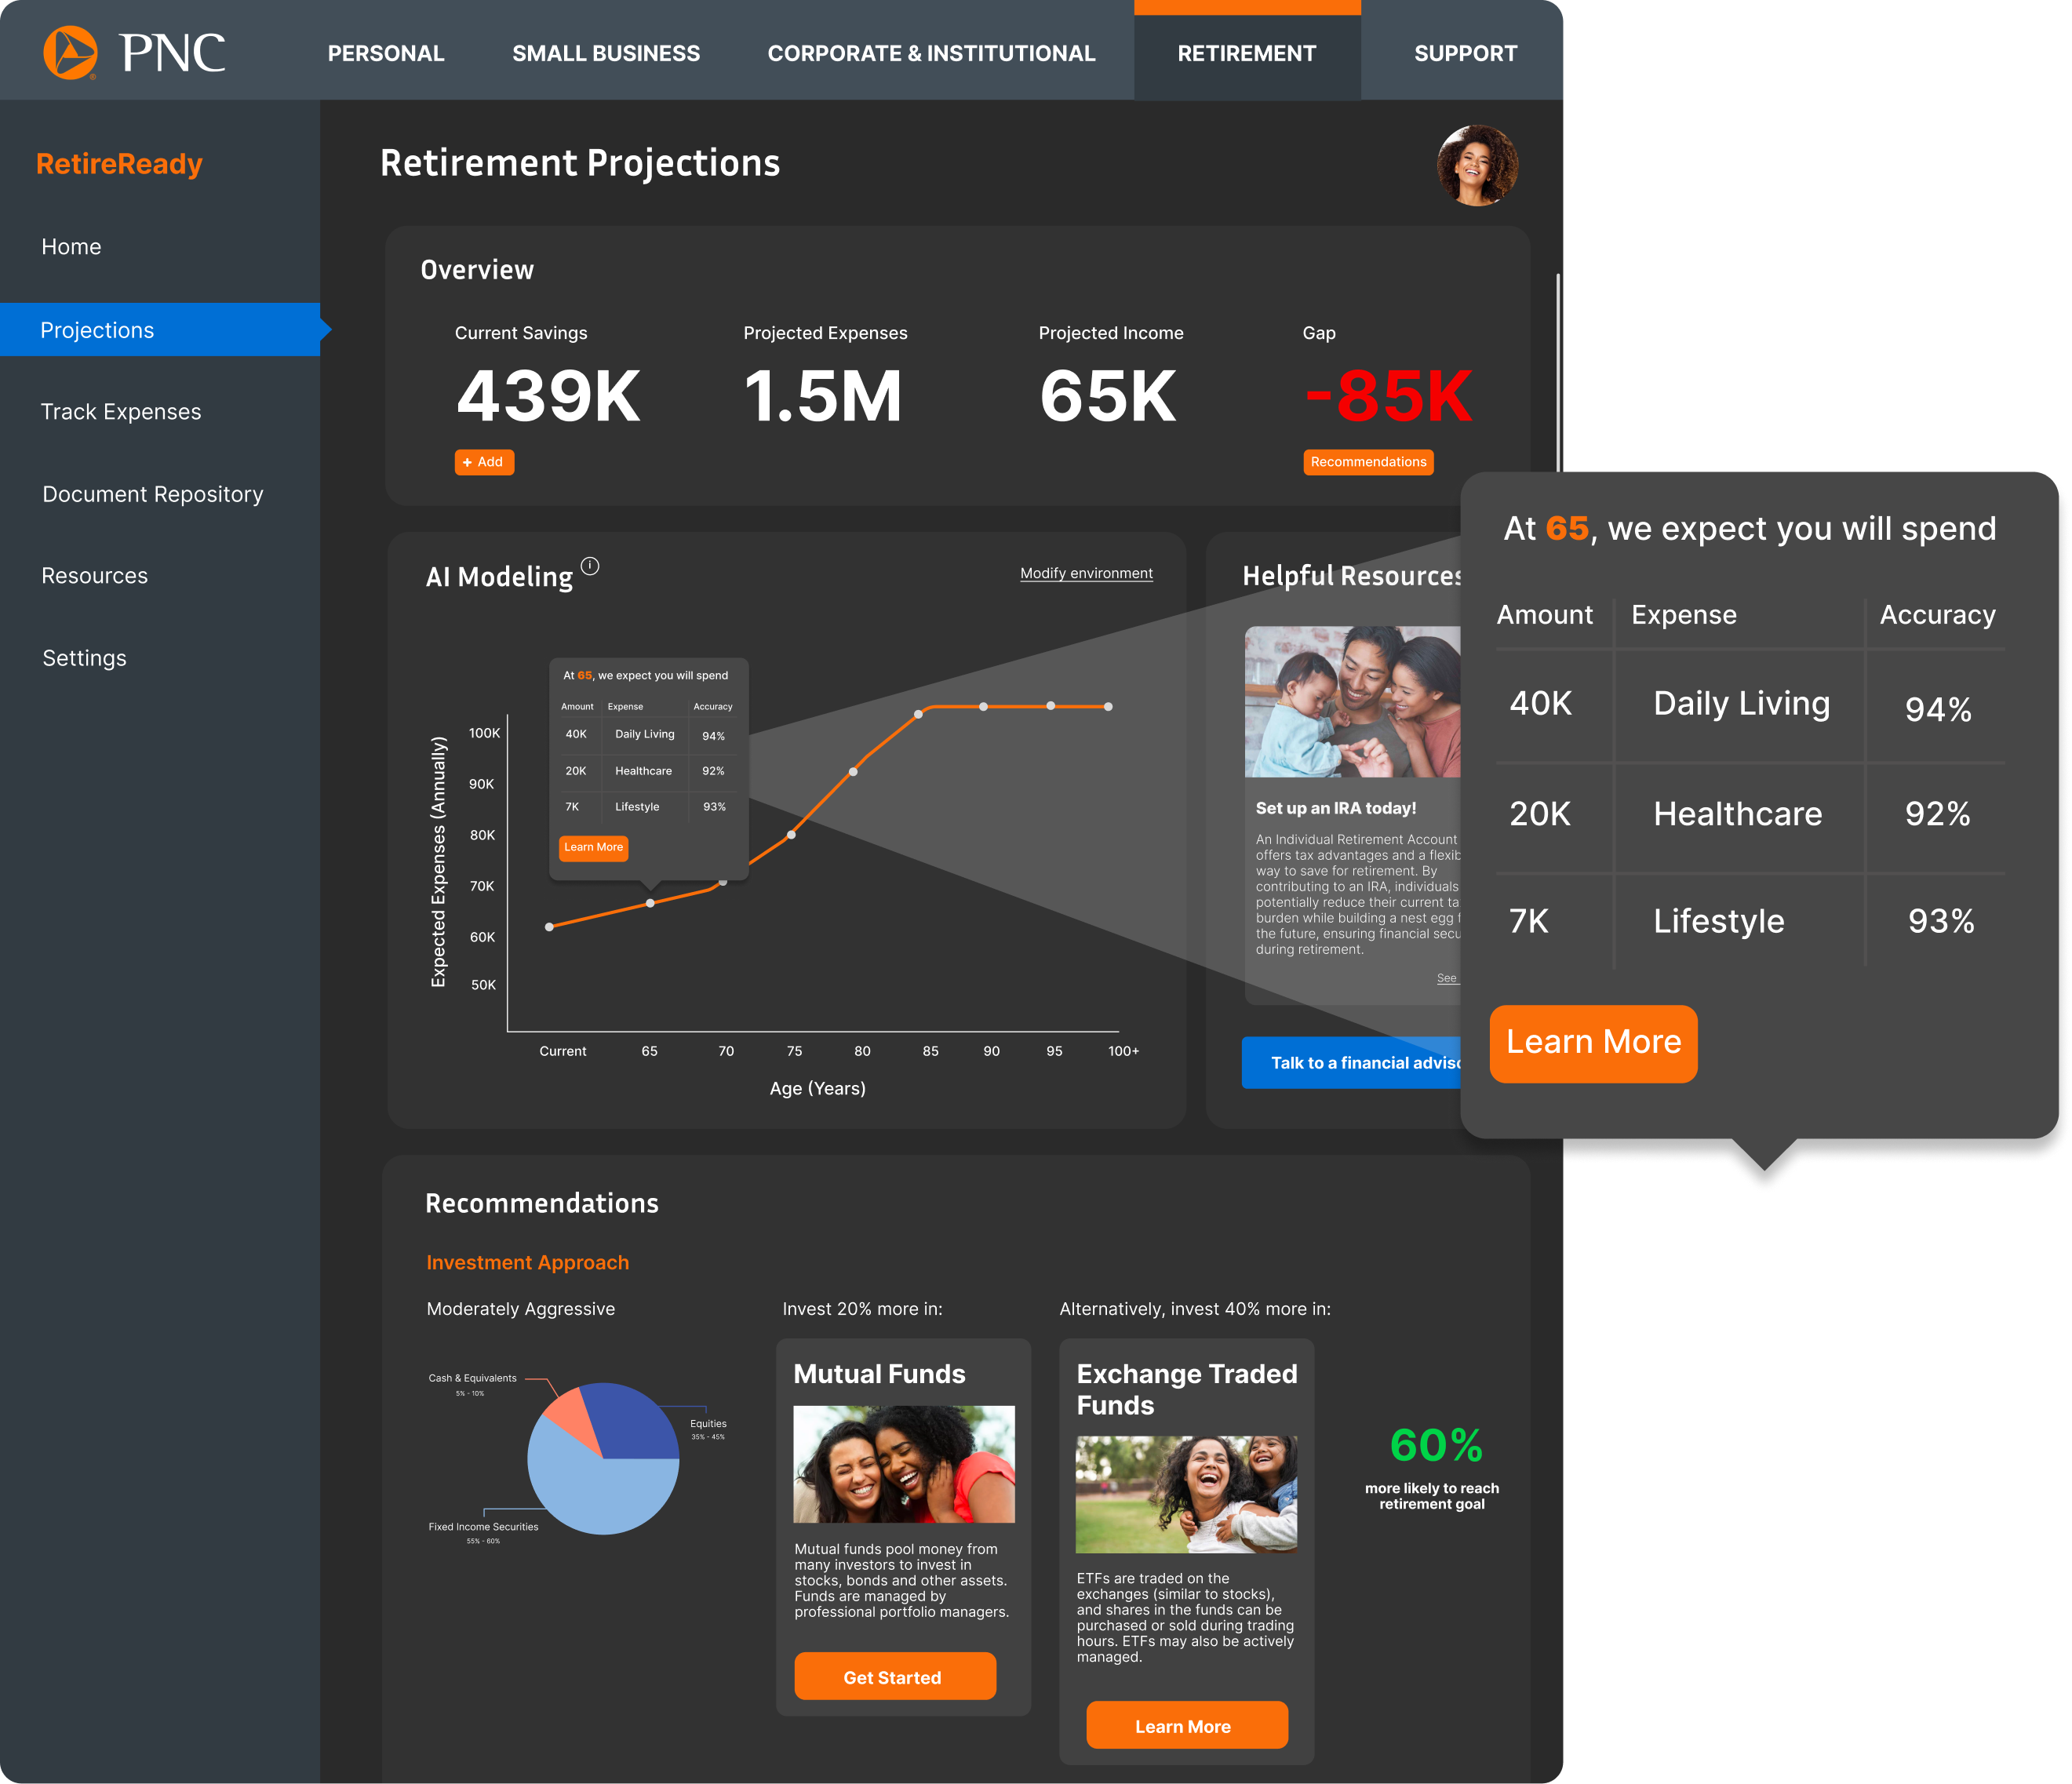 PNC
PERSONAL
SMALL BUSINESS
CORPORATE & INSTITUTIONAL
RETIREMENT
SUPPORT
RetireReady
Home
Projections
Track Expenses
Document Repository
Resources
Settings
Retirement Projections
Overview
Current Savings
439K
+ Add
Projected Expenses
1.5M
Projected Income
65K
Gap
-85K
Recommendations
AI Modeling
i
Modify environment
Expected Expenses (Annually)
100K
90K
80K
70K
60K
50K
At 65, we expect you will spend
Amount Expense Accuracy
40K Daily Living 94%
20K Healthcare 92%
7K Lifestyle 93%
Learn More
Current 65 70 75 80 85 90 95 100+
Age (Years)
Helpful Resources
Set up an IRA today!
An Individual Retirement Account
offers tax advantages and a flexib
way to save for retirement. By
contributing to an IRA, individuals
potentially reduce their current ta
burden while building a nest egg f
the future, ensuring financial secu
during retirement.
See
Talk to a financial adviso
At 65, we expect you will spend
Amount Expense Accuracy
40K Daily Living 94%
20K Healthcare 92%
7K Lifestyle 93%
Learn More
Recommendations
Investment Approach
Moderately Aggressive
Cash & Equivalents
5% - 10%
Equities
35% - 45%
Fixed Income Securities
55% - 60%
Invest 20% more in:
Mutual Funds
Mutual funds pool money from
many investors to invest in
stocks, bonds and other assets.
Funds are managed by
professional portfolio managers.
Get Started
Alternatively, invest 40% more in:
Exchange Traded
Funds
ETFs are traded on the
exchanges (similar to stocks),
and shares in the funds can be
purchased or sold during trading
hours. ETFs may also be actively
managed.
Learn More
60%
more likely to reach
retirement goal